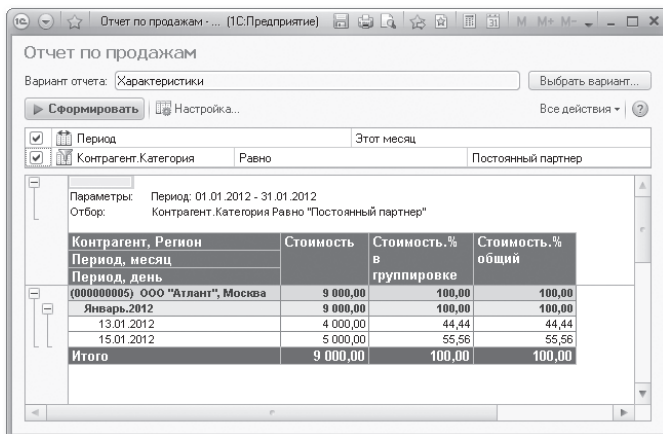 1С Отчет по продажам - ... (1С:Предприятие) M M+ M-
Отчет по продажам
Вариант отчета: Характеристики Выбрать вариант...
Сформировать Настройка... Все действия ?
Период Этот месяц
Контрагент.Категория Равно Постоянный партнер
Параметры: Период: 01.01.2012 - 31.01.2012
Отбор: Контрагент.Категория Равно "Постоянный партнер"
Контрагент, Регион Стоимость Стоимость.% Стоимость.%
Период, месяц в общий
Период, день группировке
(000000005) ООО "Атлант", Москва 9 000,00 100,00 100,00
Январь.2012 9 000,00 100,00 100,00
13.01.2012 4 000,00 44,44 44,44
15.01.2012 5 000,00 55,56 55,56
Итого 9 000,00 100,00 100,00